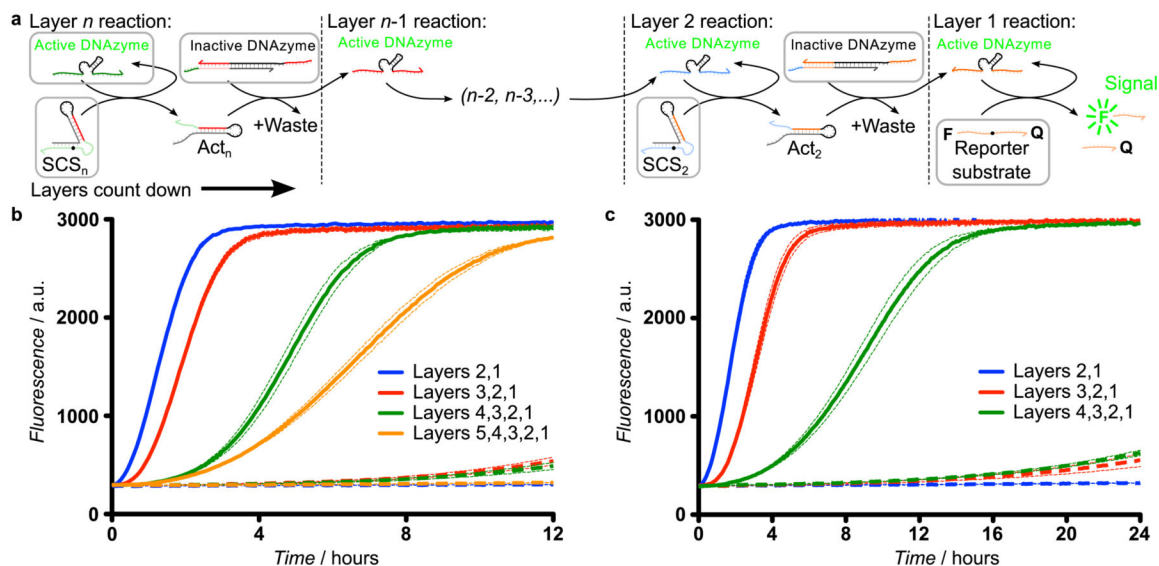 a
Layer n reaction:
Layer n-1 reaction:
Layer 2 reaction:
Layer 1 reaction:
Active DNAzyme
Inactive DNAzyme
Active DNAzyme
Active DNAzyme
Inactive DNAzyme
Active DNAzyme
Signal
(n-2, n-3,...)
F
+Waste
+Waste
F
Q
Q
SCSn
Actn
SCS2
Act2
Reporter
substrate
Layers count down
b
3000
2000
1000
0
Fluorescence / a.u.
Layers 2,1
Layers 3,2,1
Layers 4,3,2,1
Layers 5,4,3,2,1
0
4
8
12
Time / hours
c
3000
2000
1000
0
Fluorescence / a.u.
Layers 2,1
Layers 3,2,1
Layers 4,3,2,1
0
4
8
12
16
20
24
Time / hours